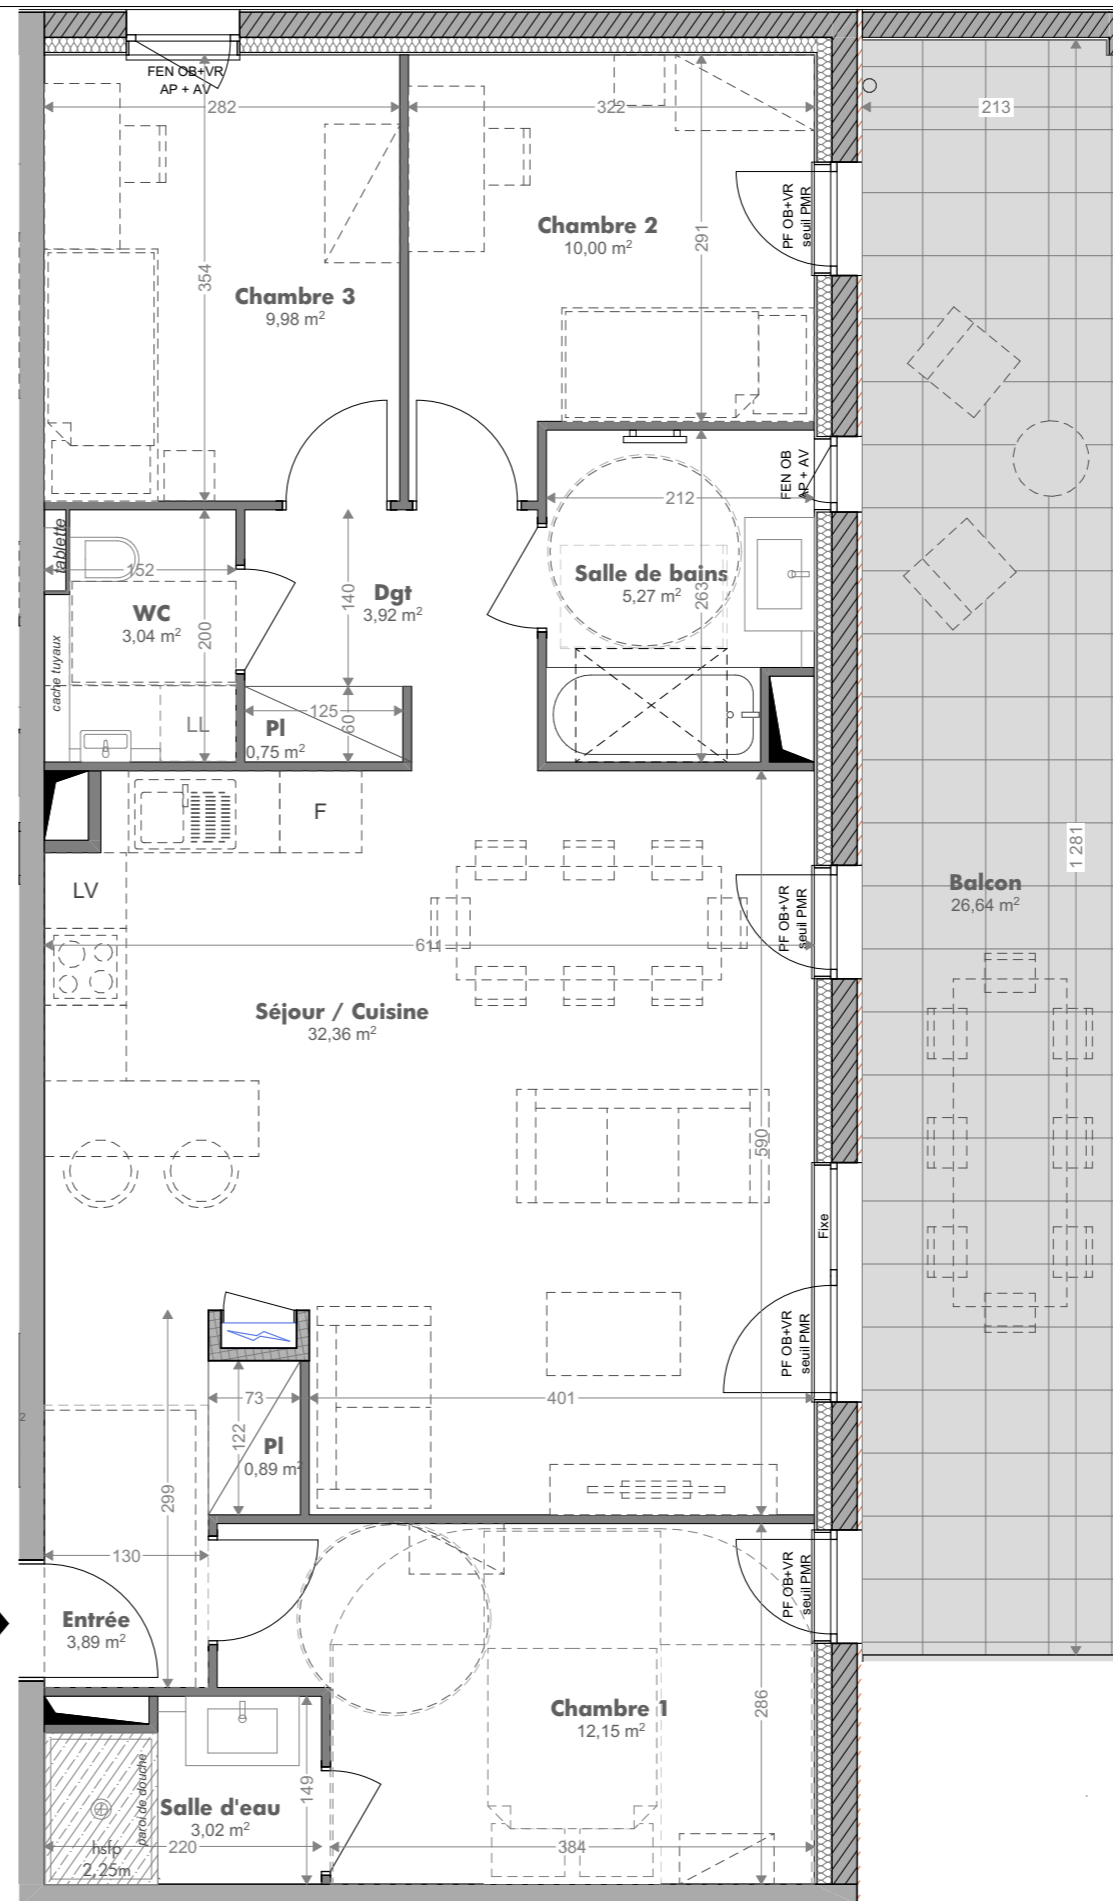 FEN OB+VR
AP + AV
282
322
213
PF OB+VR
seuil PMR
Chambre 2
10,00 m²
291
354
Chambre 3
9,98 m²
FEN OB
AP + AV
212
tablette
152
WC
3,04 m²
200
140
Dgt
3,92 m²
Salle de bains
5,27 m²
263
cache tuyaux
LL
125
60
Pl
0,75 m²
F
LV
PF OB+VR
seuil PMR
1 281
Balcon
26,64 m²
611
Séjour / Cuisine
32,36 m²
590
Fixe
PF OB+VR
seuil PMR
73
401
122
Pl
0,89 m²
2
299
130
PF OB+VR
seuil PMR
Entrée
3,89 m²
Chambre 1
12,15 m²
286
paroi de douche
149
Salle d'eau
3,02 m²
hslp
2,25m
220
384